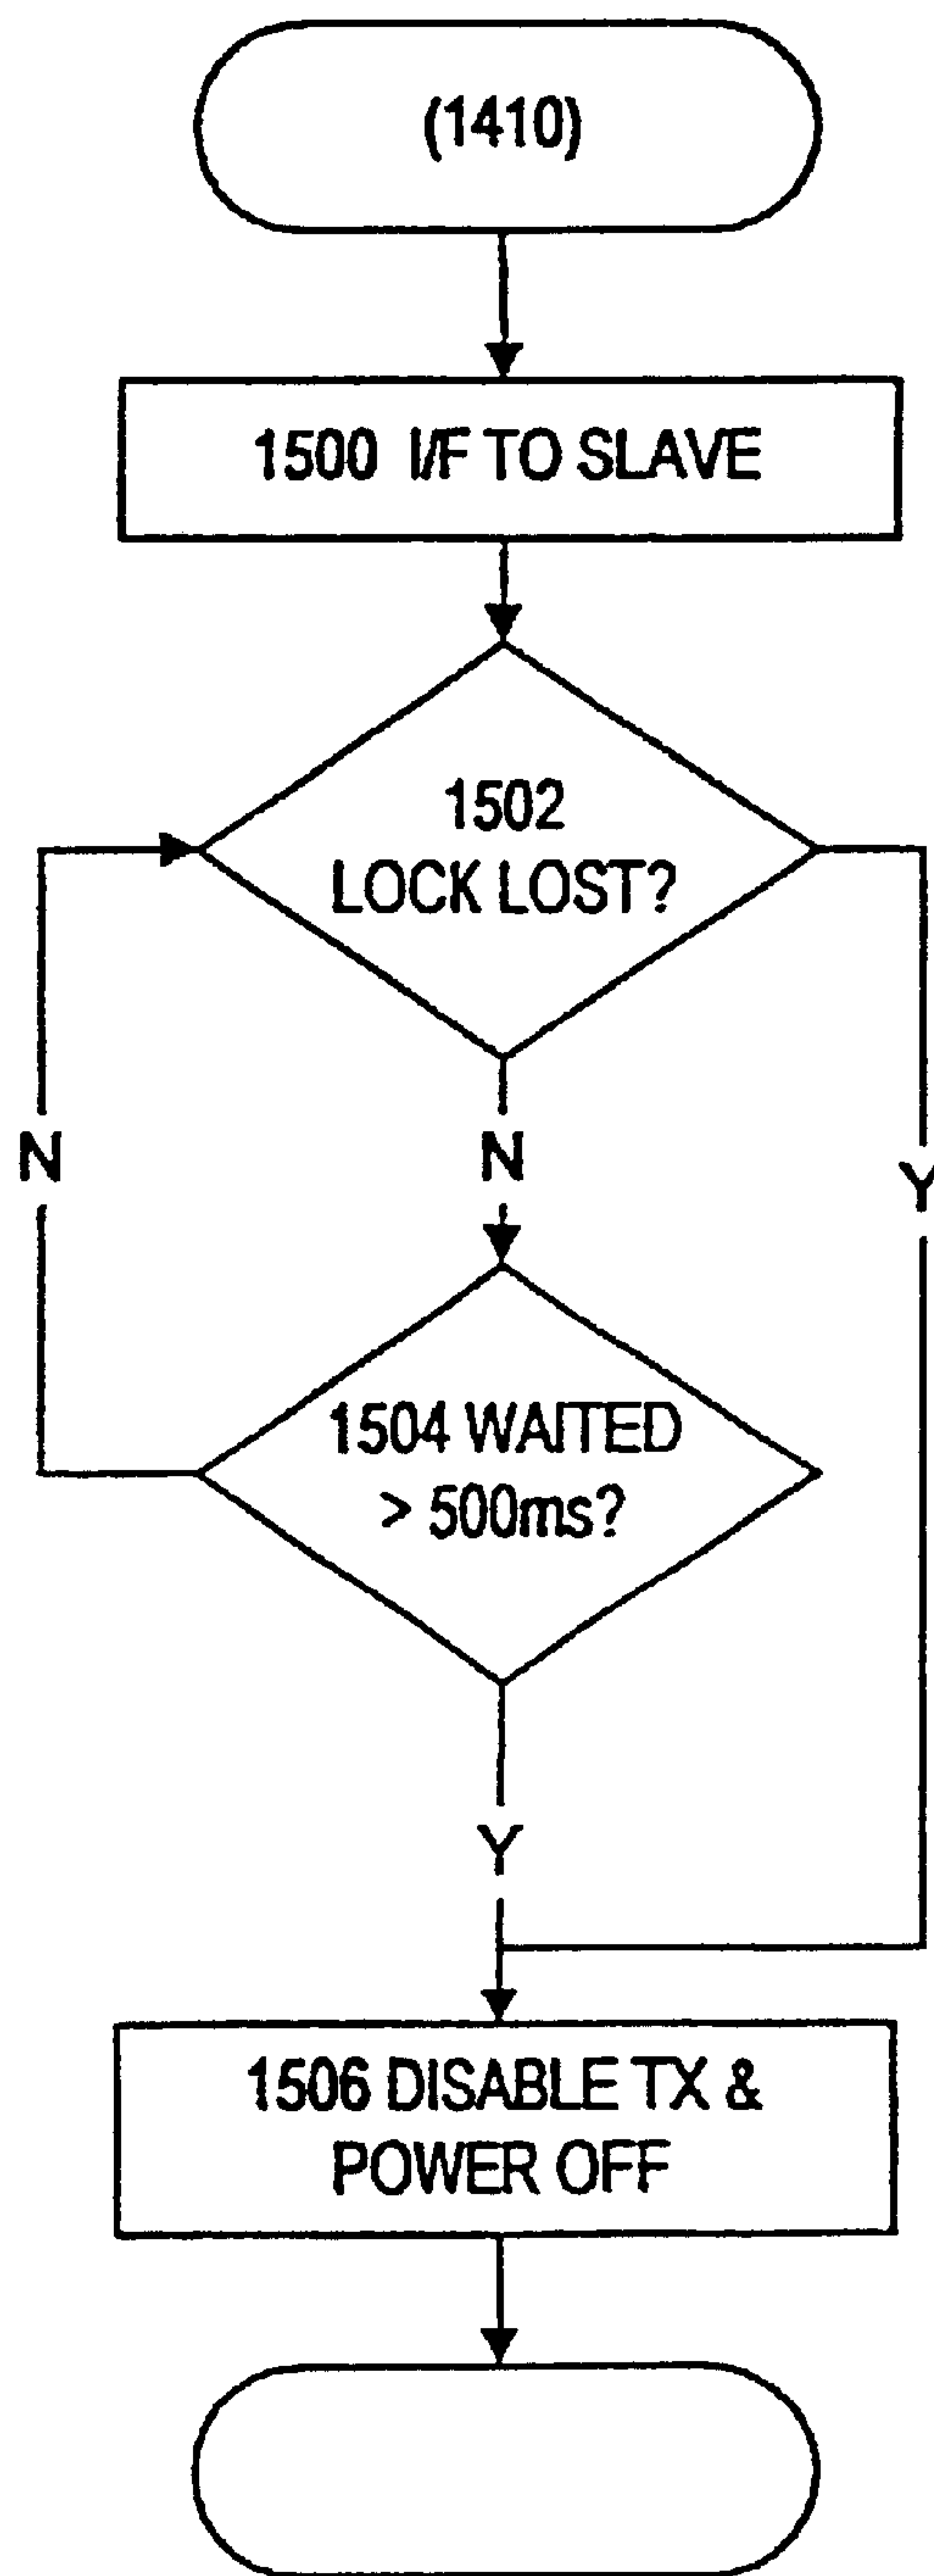 (1410)
1500 I/F TO SLAVE
1502
LOCK LOST?
N
N
Y
1504 WAITED
> 500ms?
Y
1506 DISABLE TX &
POWER OFF